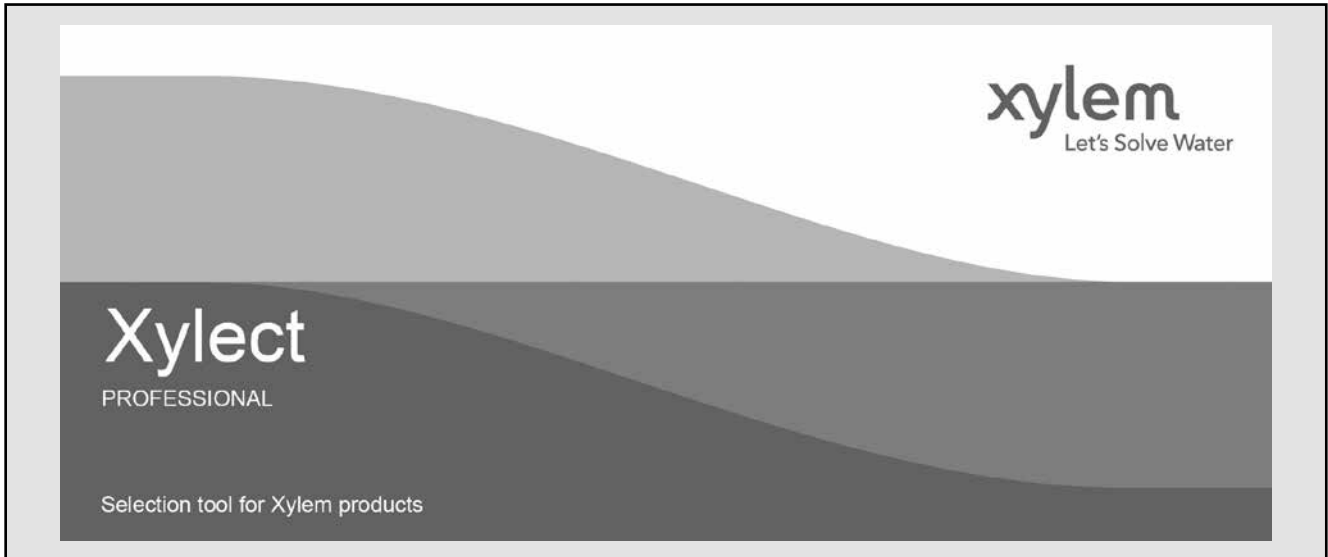 xylem
Let's Solve Water
Xylect
PROFESSIONAL
Selection tool for Xylem products